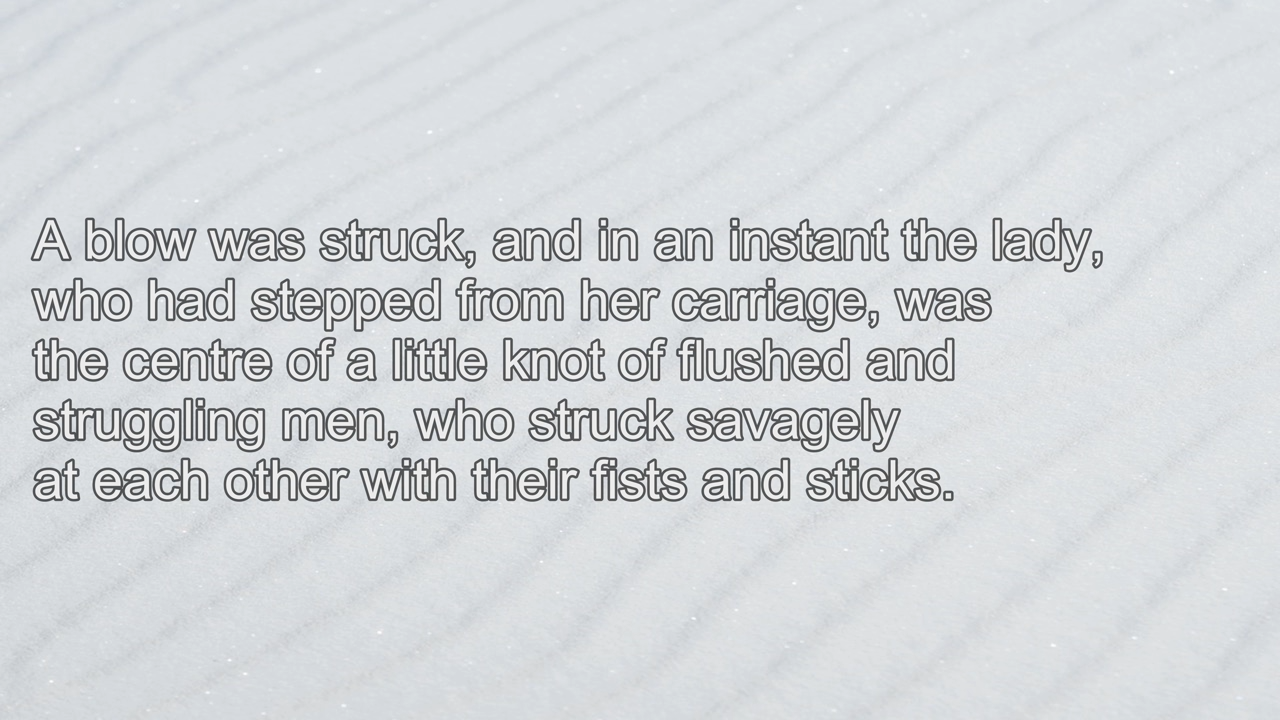 A blow was struck, and in an instant the lady,
who had stepped from her carriage, was
the centre of a little knot of flushed and
struggling men, who struck savagely
at each other with their fists and sticks.